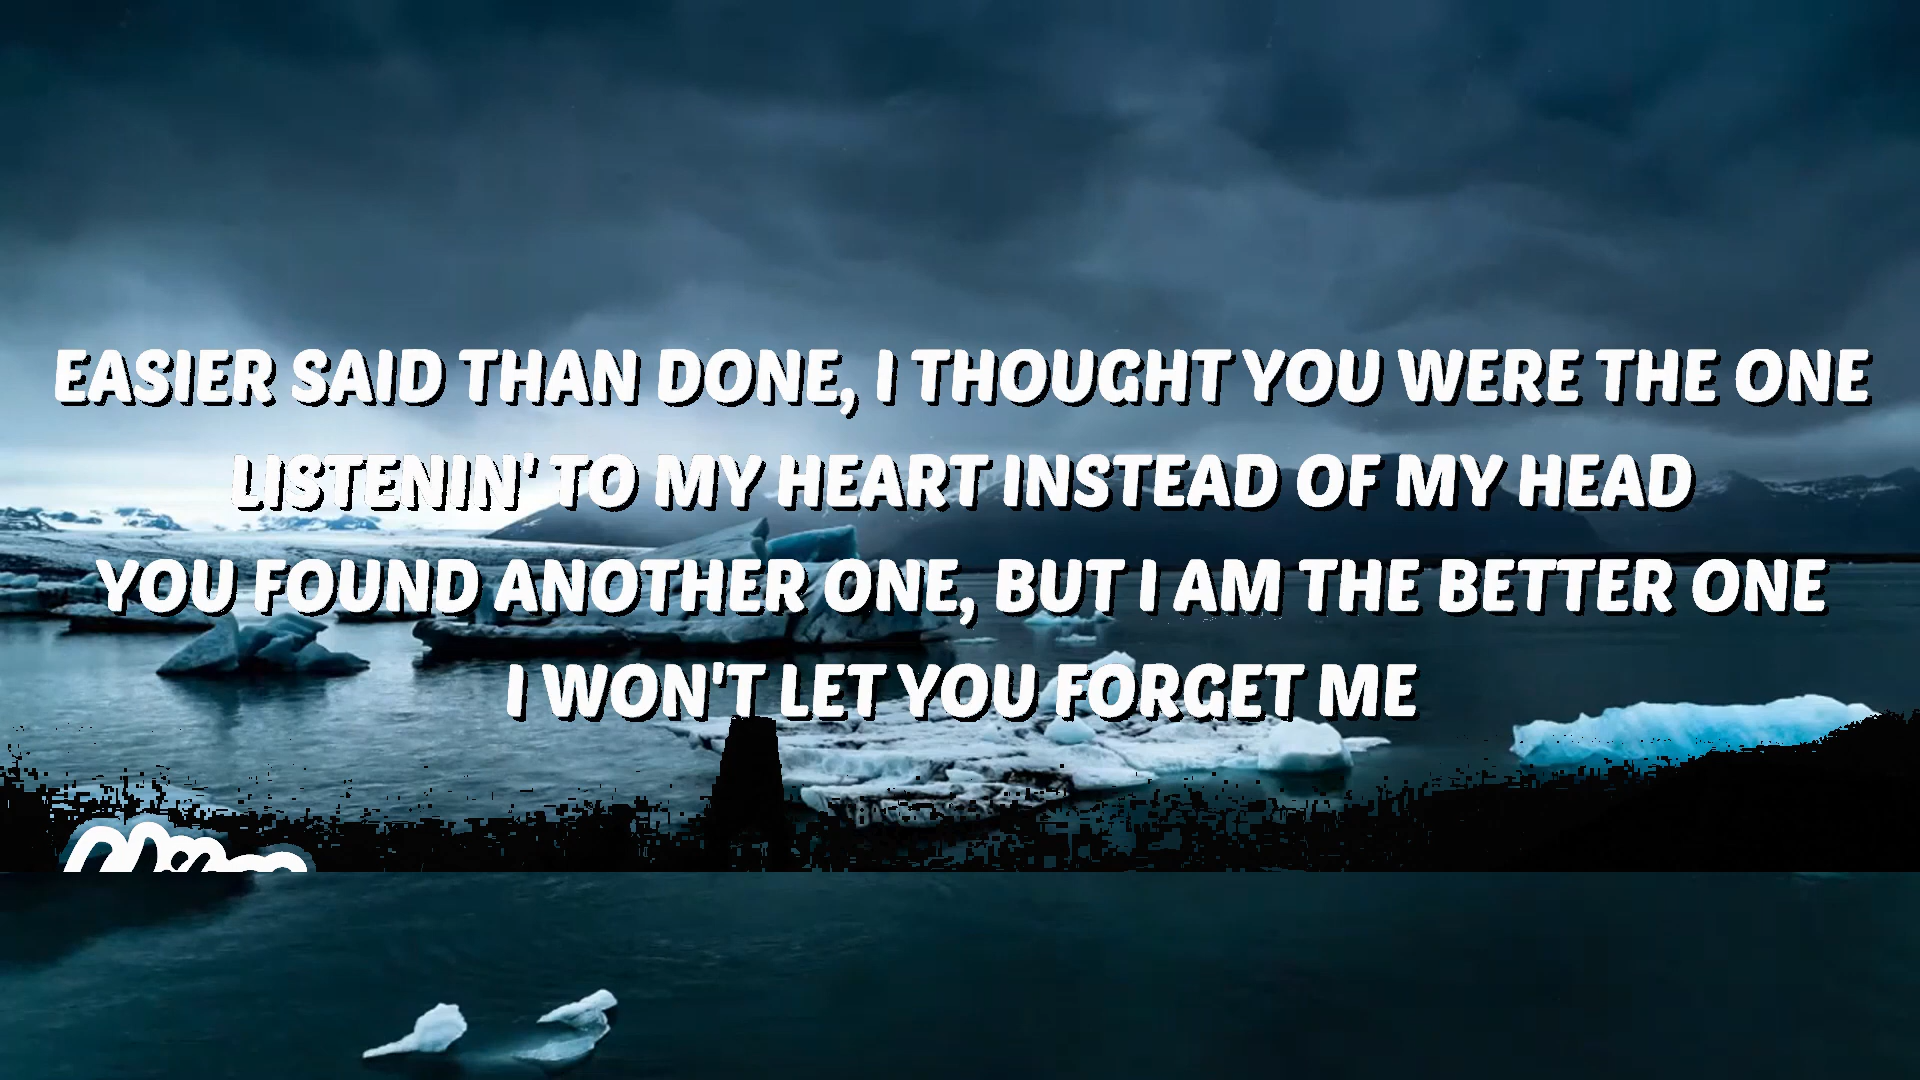 EASIER SAID THAN DONE, I THOUGHT YOU WERE THE ONE
LISTENIN' TO MY HEART INSTEAD OF MY HEAD
YOU FOUND ANOTHER ONE, BUT I AM THE BETTER ONE
I WON'T LET YOU FORGET ME